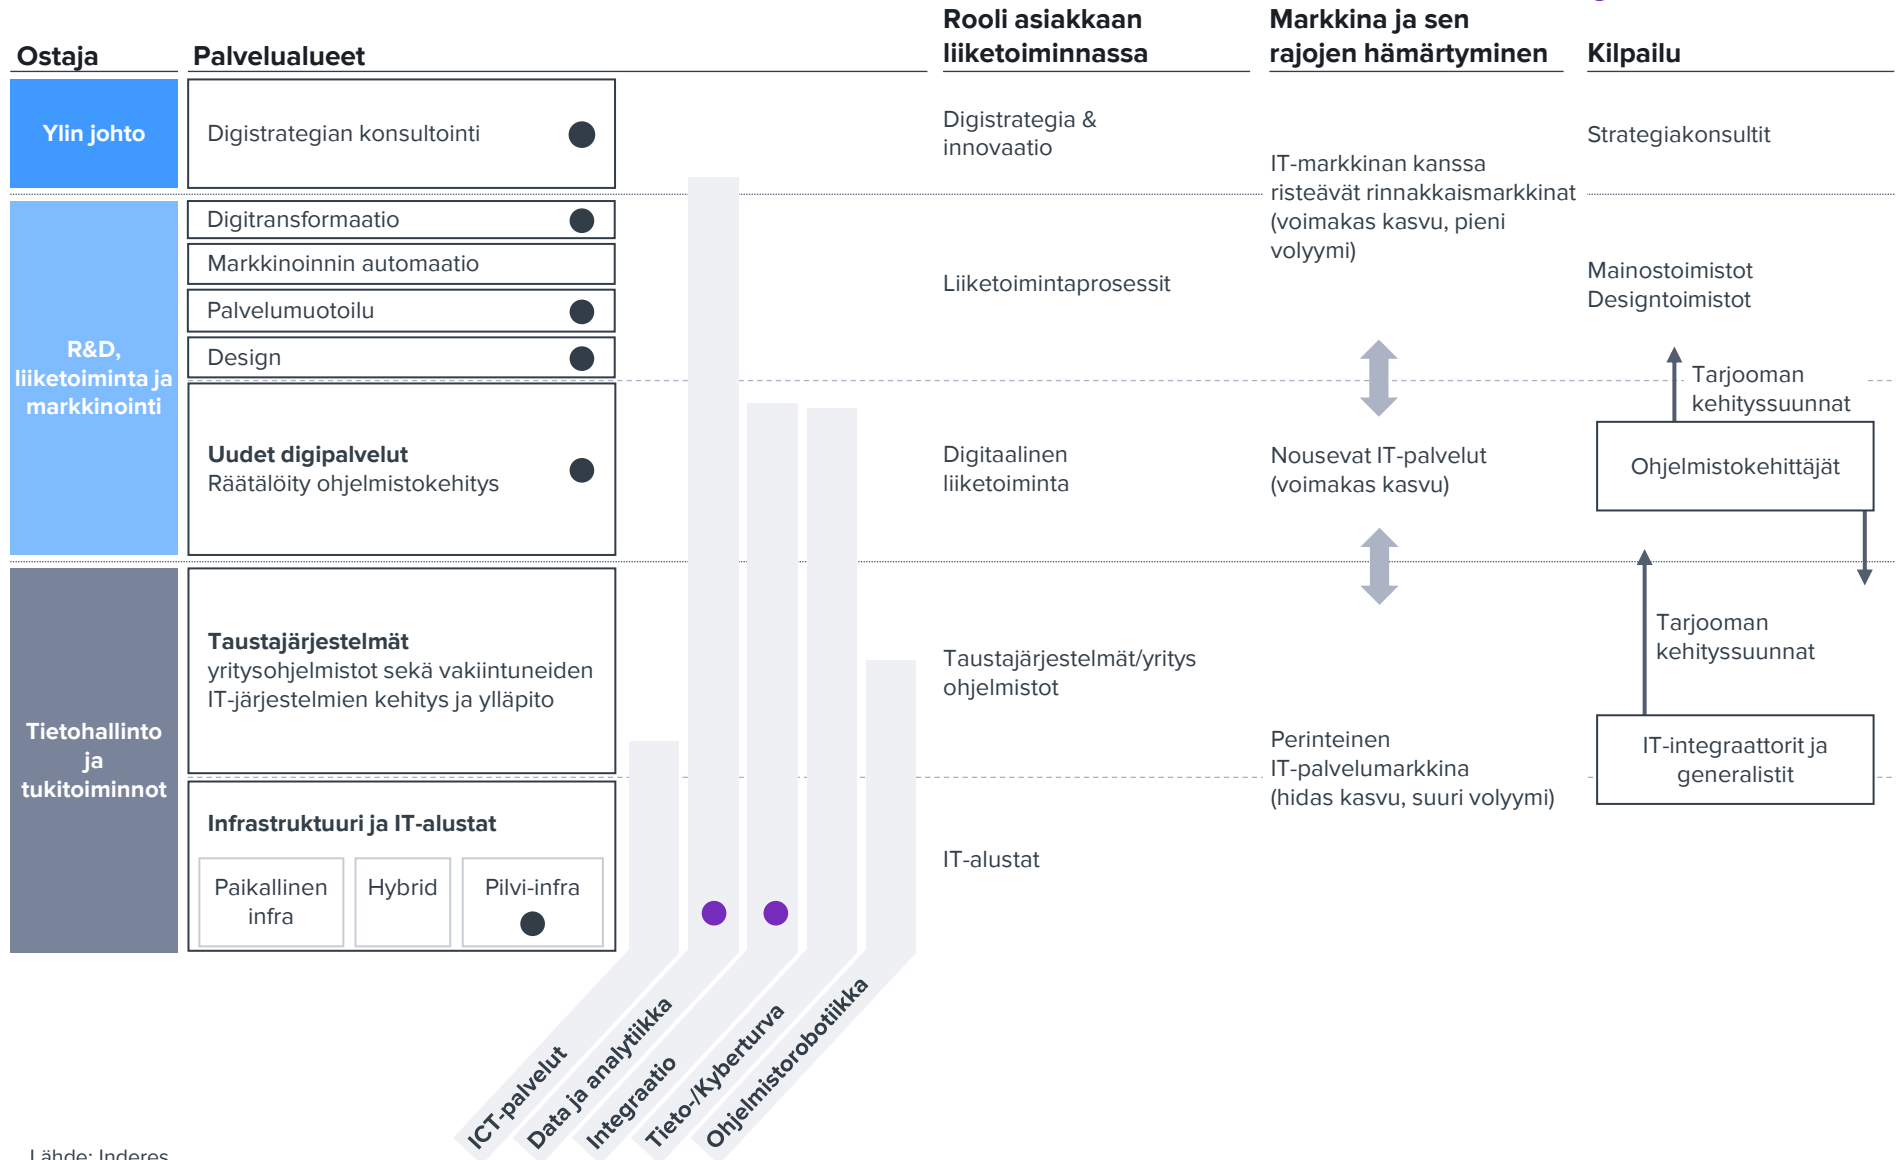 Ostaja
Palvelualueet
Rooli asiakkaan
liiketoiminnassa
Markkina ja sen
rajojen hämärtyminen
Kilpailu
Ylin johto
Digistrategian konsultointi
Digistrategia &
innovaatio
Strategiakonsultit
IT-markkinan kanssa
risteävät rinnakkaismarkkinat
(voimakas kasvu, pieni
volyymi)
R&D,
liiketoiminta ja
markkinointi
Digitransformaatio
Markkinoinnin automaatio
Palvelumuotoilu
Design
Liiketoimintaprosessit
Mainostoimistot
Designtoimistot
Tarjooman
kehityssuunnat
Uudet digipalvelut
Räätälöity ohjelmistokehitys
Digitaalinen
liiketoiminta
Nousevat IT-palvelut
(voimakas kasvu)
Ohjelmistokehittäjät
Tietohallinto
ja
tukitoiminnot
Taustajärjestelmät
yritysohjelmistot sekä vakiintuneiden
IT-järjestelmien kehitys ja ylläpito
Taustajärjestelmät/yritys
ohjelmistot
Tarjooman
kehityssuunnat
Perinteinen
IT-palvelumarkkina
(hidas kasvu, suuri volyymi)
IT-integraattorit ja
generalistit
Infrastruktuuri ja IT-alustat
Paikallinen
infra
Hybrid
Pilvi-infra
IT-alustat
ICT-palvelut
Data ja analytiikka
Integraatio
Tieto-/Kyberturva
Ohjelmistorobotiikka
Lähde: Inderes